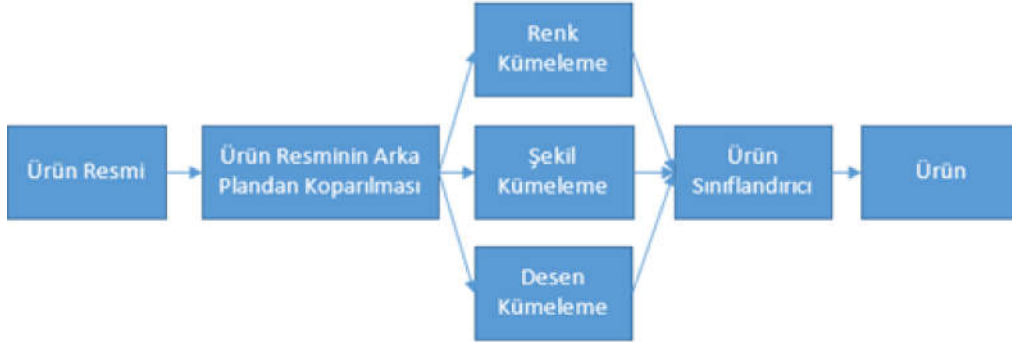 Ürün Resmi
Ürün Resminin Arka
Plandan Koparılması
Renk
Kümeleme
Şekil
Kümeleme
Desen
Kümeleme
Ürün
Sınıflandırıcı
Ürün